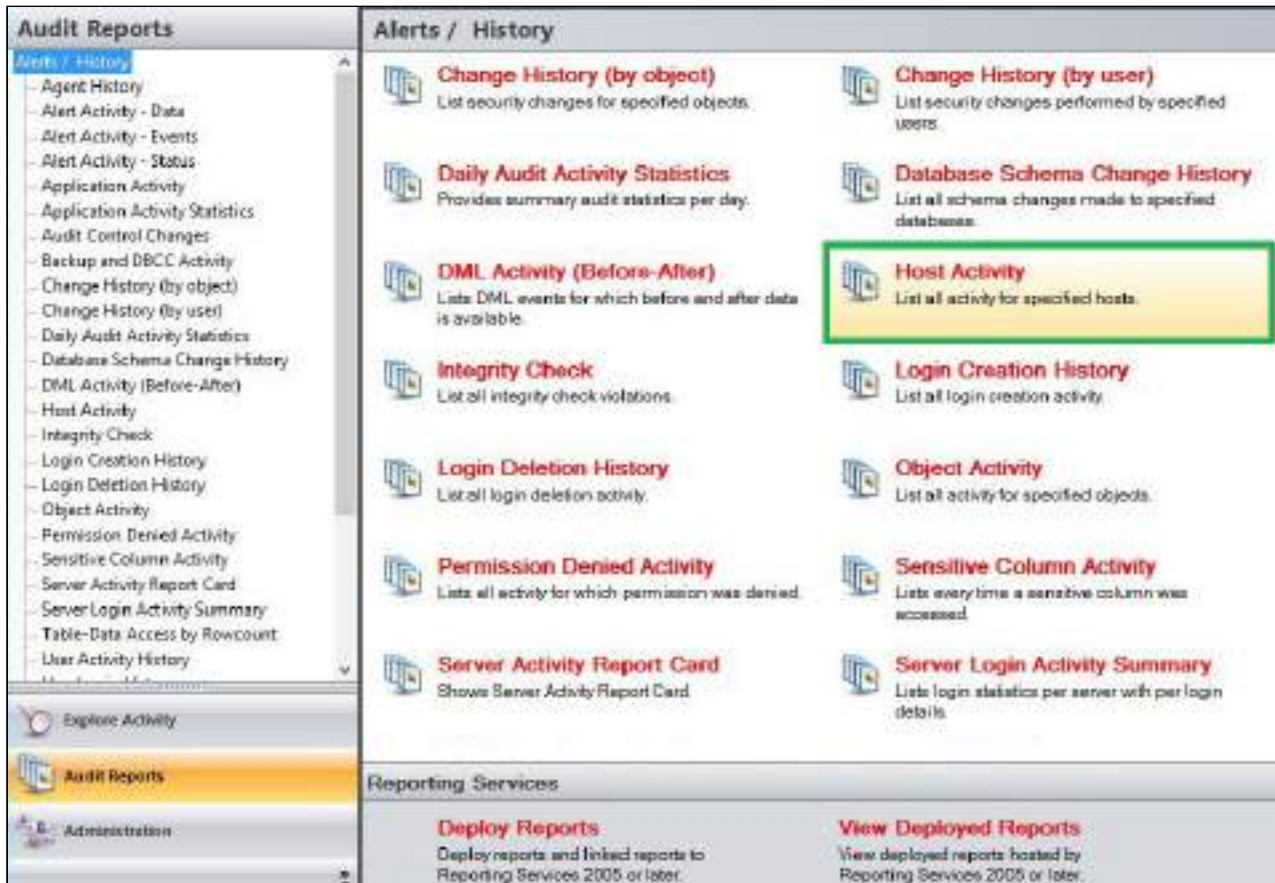 Audit Reports
Alerts / History
Agent History
Alert Activity - Data
Alert Activity - Events
Alert Activity - Status
Application Activity
Application Activity Statistics
Audit Control Changes
Backup and DBCC Activity
Change History (by object)
Change History (by user)
Daily Audit Activity Statistics
Database Schema Change History
DML Activity (Before-After)
Host Activity
Integrity Check
Login Creation History
Login Deletion History
Object Activity
Permission Denied Activity
Sensitive Column Activity
Server Activity Report Card
Server Login Activity Summary
Table-Data Access by Rowcount
User Activity History
Explore Activity
Audit Reports
Administration
Alerts / History
Change History (by object)
List security changes for specified objects.
Change History (by user)
List security changes performed by specified
users.
Daily Audit Activity Statistics
Provides summary audit statistics per day.
Database Schema Change History
List all schema changes made to specified
databases.
DML Activity (Before-After)
Lists DML events for which before and after data
is available.
Host Activity
List all activity for specified hosts.
Integrity Check
List all integrity check violations.
Login Creation History
List all login creation activity.
Login Deletion History
List all login deletion activity.
Object Activity
List all activity for specified objects.
Permission Denied Activity
Lists all activity for which permission was denied.
Sensitive Column Activity
Lists every time a sensitive column was
accessed.
Server Activity Report Card
Shows Server Activity Report Card.
Server Login Activity Summary
Lists login statistics per server with per login
details.
Reporting Services
Deploy Reports
Deploy reports and linked reports to
Reporting Services 2005 or later.
View Deployed Reports
View deployed reports hosted by
Reporting Services 2005 or later.